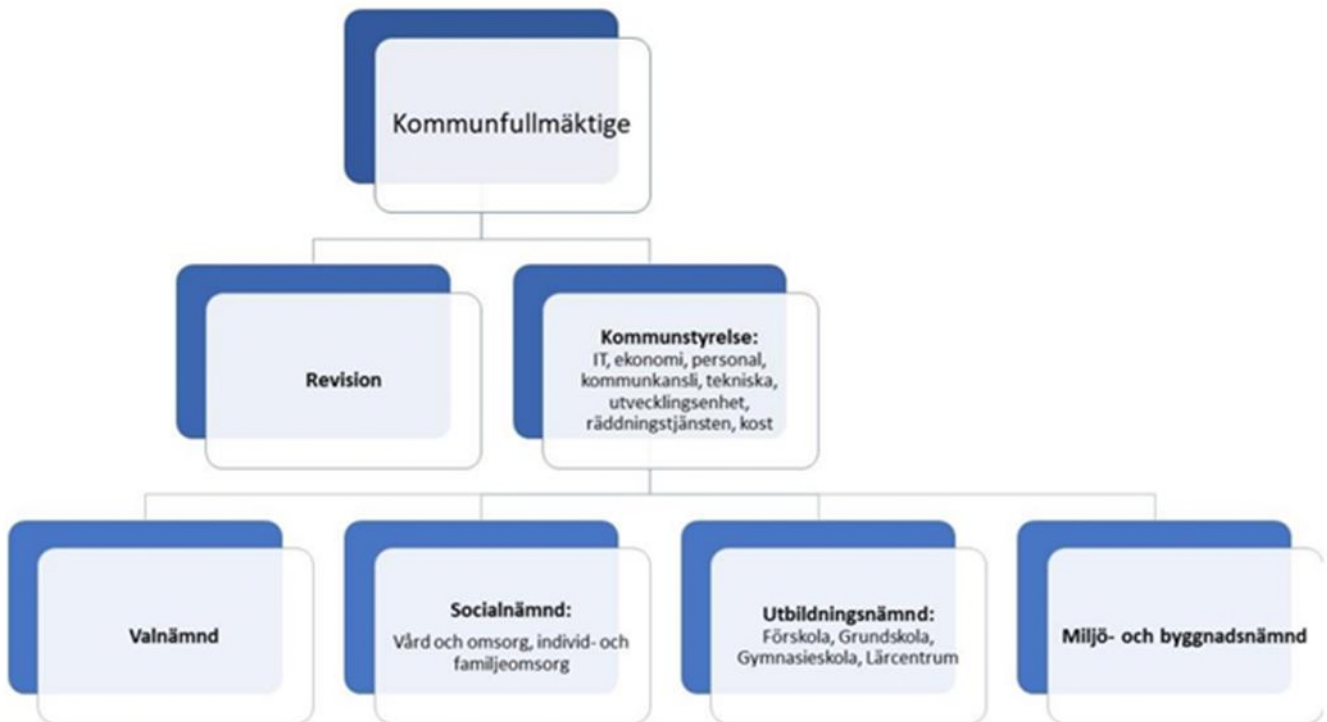 Kommunfullmäktige
Revision
Kommunstyrelse:
IT, ekonomi, personal,
kommunkansli, tekniska,
utvecklingsenhet,
räddningstjänsten, kost
Valnämnd
Socialnämnd:
Vård och omsorg, individ- och
familjeomsorg
Utbildningsnämnd:
Förskola, Grundskola,
Gymnasieskola, Lärcentrum
Miljö- och byggnadsnämnd